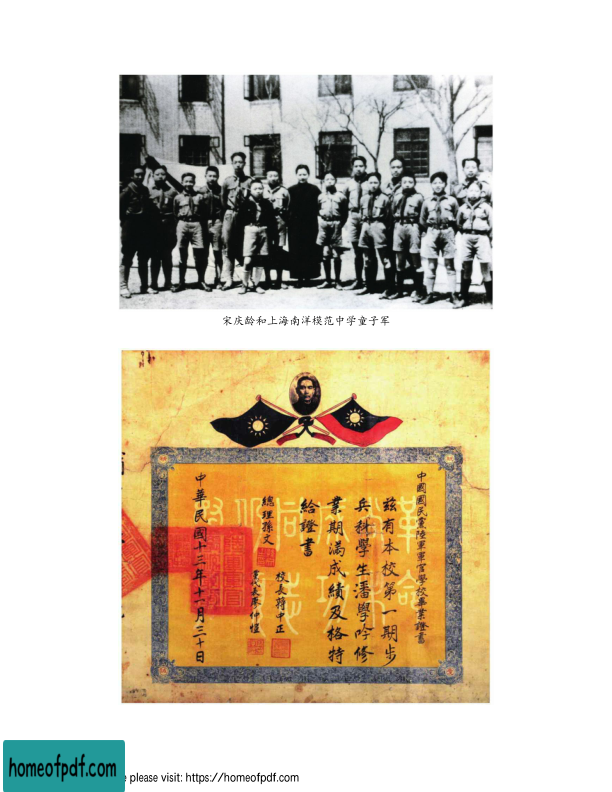 宋庆龄和上海南洋模范中学童子军
中國國民黨陸軍軍官學校畢業證書
茲有本校第一期步
兵科學生潘學吟修
業期滿成績及格特
給證書
總理孫文
校長蔣中正
黨代表廖仲愷
中華民國十三年十一月三十日
homeofpdf.com
please visit: https://homeofpdf.com